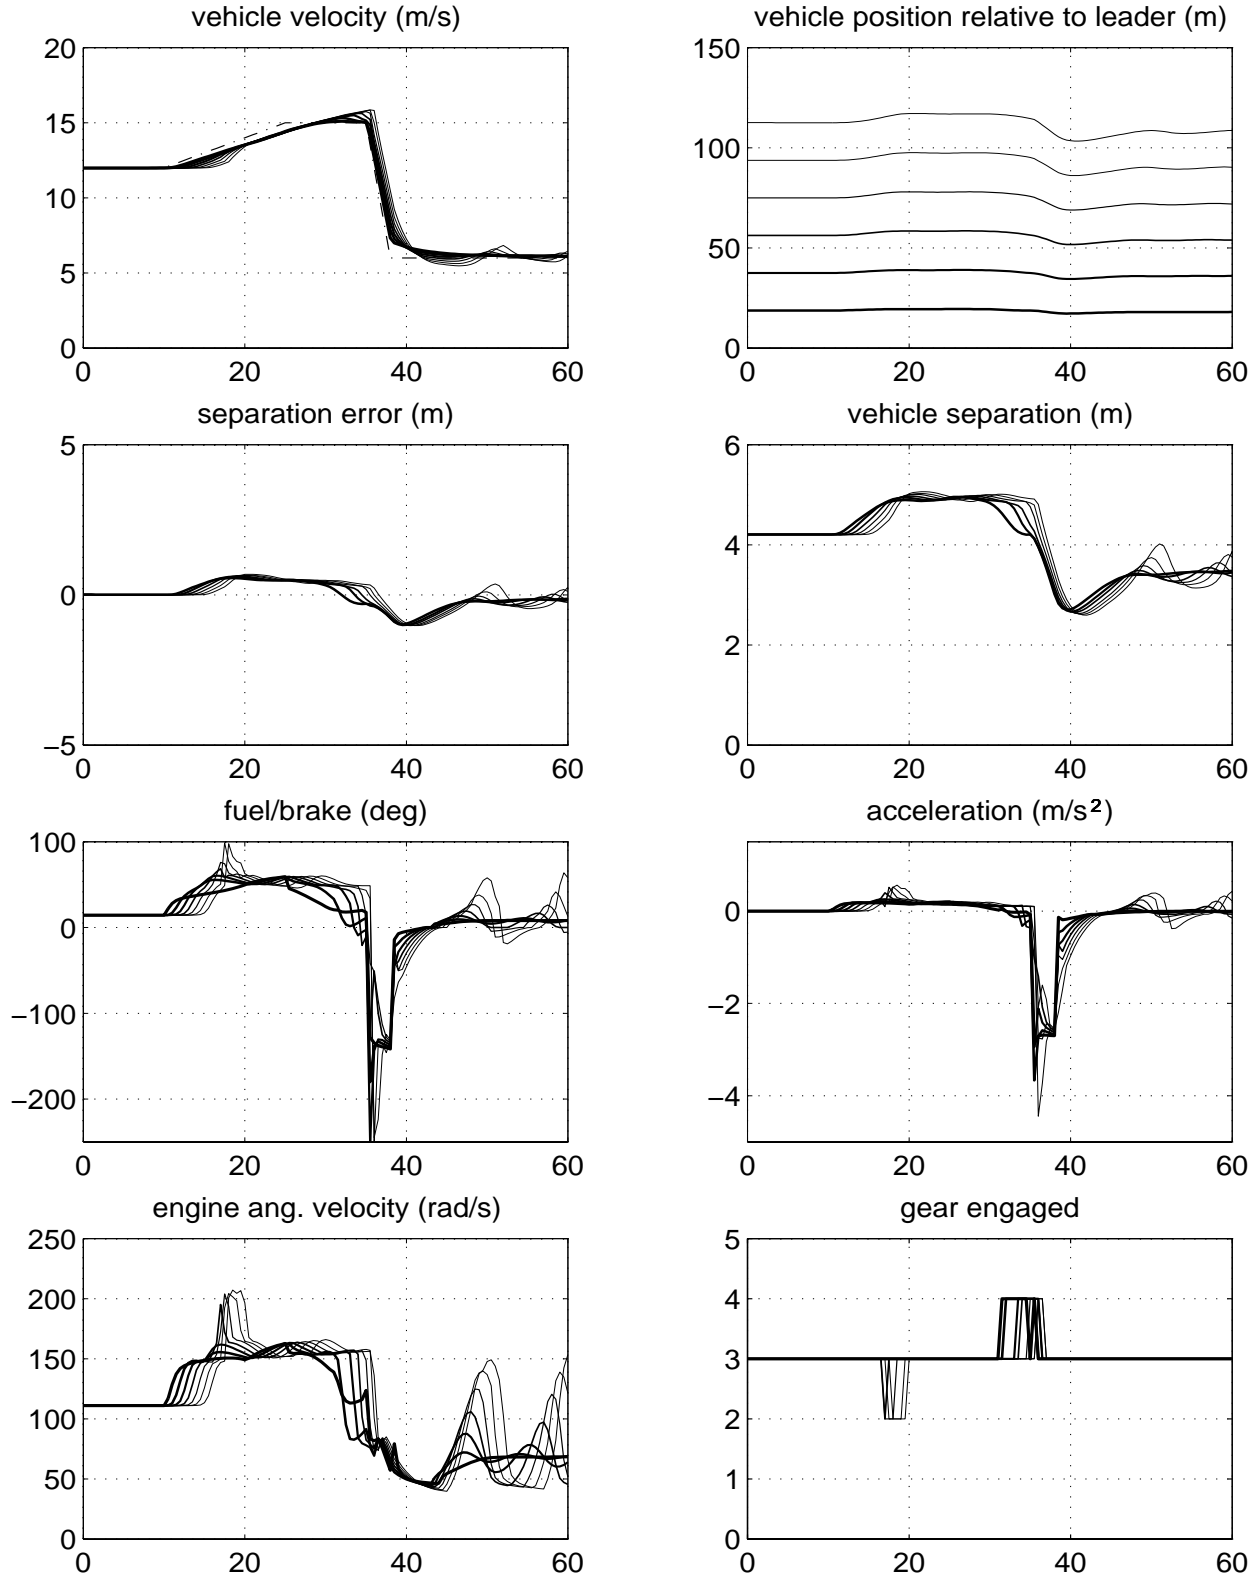 vehicle velocity (m/s)
20
15
10
5
0
0 20 40 60
vehicle position relative to leader (m)
150
100
50
0
0 20 40 60
separation error (m)
5
0
−5
0 20 40 60
vehicle separation (m)
6
4
2
0
0 20 40 60
fuel/brake (deg)
100
0
−100
−200
0 20 40 60
acceleration (m/s²)
0
−2
−4
0 20 40 60
engine ang. velocity (rad/s)
250
200
150
100
50
0
0 20 40 60
gear engaged
5
4
3
2
1
0
0 20 40 60